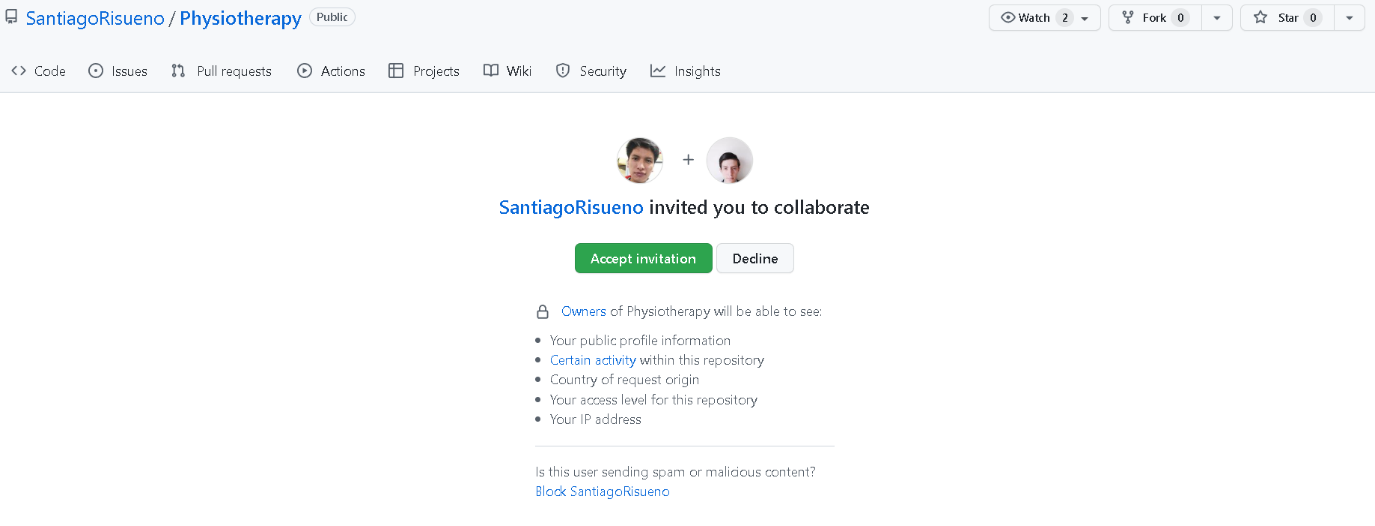 SantiagoRisueno / Physiotherapy Public
Watch 2 Fork 0 Star 0
Code Issues Pull requests Actions Projects Wiki Security Insights
SantiagoRisueno invited you to collaborate
Accept invitation Decline
Owners of Physiotherapy will be able to see:
• Your public profile information
• Certain activity within this repository
• Country of request origin
• Your access level for this repository
• Your IP address
Is this user sending spam or malicious content?
Block SantiagoRisueno